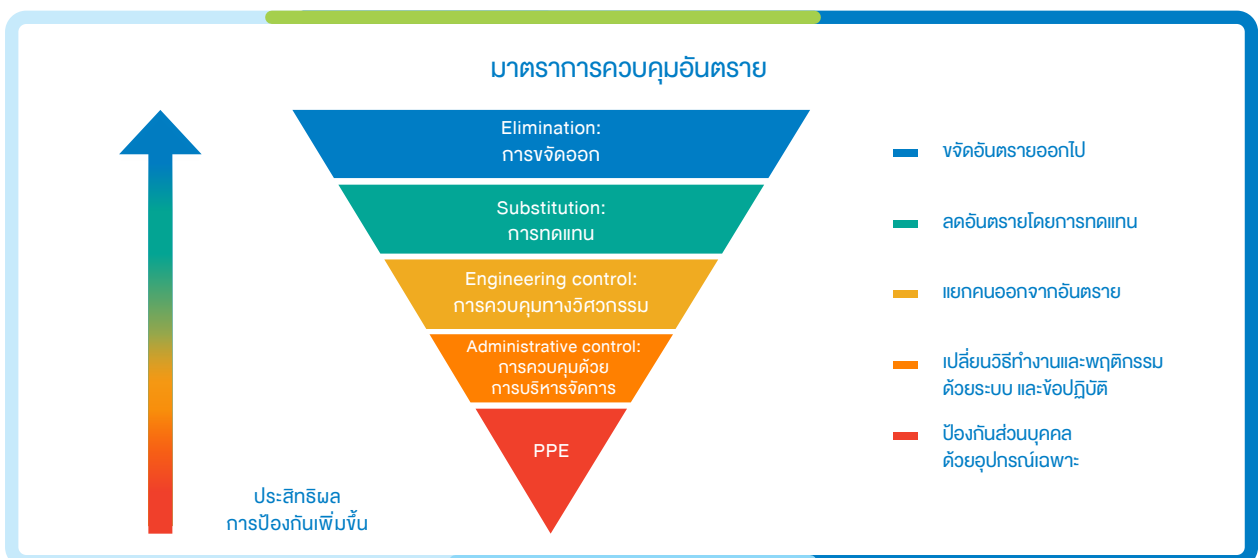 มาตราการควบคุมอันตราย
Elimination:
การขจัดออก
Substitution:
การทดแทน
Engineering control:
การควบคุมทางวิศวกรรม
Administrative control:
การควบคุมด้วย
การบริหารจัดการ
PPE
ประสิทธิผล
การป้องกันเพิ่มขึ้น
ขจัดอันตรายออกไป
ลดอันตรายโดยการทดแทน
แยกคนออกจากอันตราย
เปลี่ยนวิธีทำงานและพฤติกรรม
ด้วยระบบ และข้อปฏิบัติ
ป้องกันส่วนบุคคล
ด้วยอุปกรณ์เฉพาะ